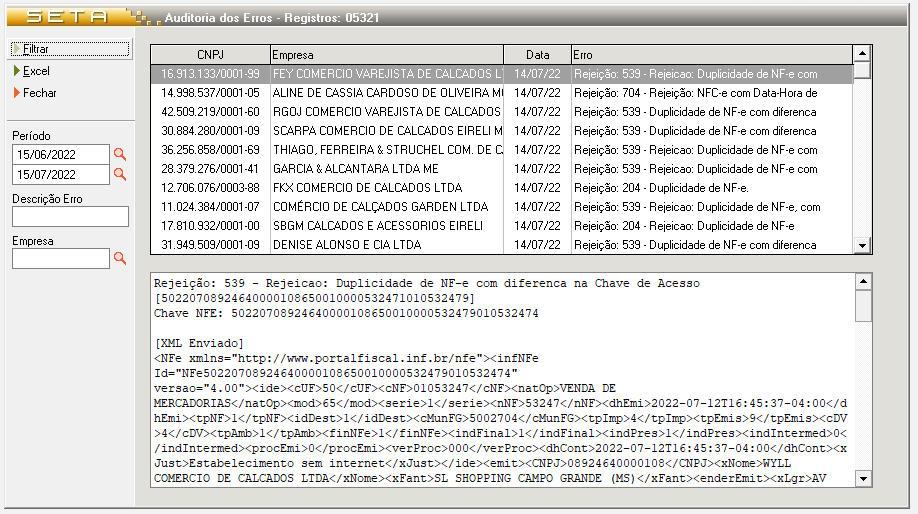 SETA
Auditoria dos Erros - Registros: 05321
Filtrar
Excel
Fechar
Período
15/06/2022
15/07/2022
Descrição Erro
Empresa
CNPJ Empresa Data Erro
16.913.133/0001-99 FEY COMERCIO VAREJISTA DE CALCADOS 14/07/22 Rejeição: 539 - Rejeicao: Duplicidade de NF-e com
14.998.537/0001-05 ALINE DE CASSIA CARDOSO DE OLIVEIRA 14/07/22 Rejeição: 704 - Rejeição: NFC-e com Data-Hora de
42.509.219/0001-60 RGOJ COMERCIO VAREJISTA DE CALCADOS 14/07/22 Rejeição: 539 - Duplicidade de NF-e com diferenca
30.884.280/0001-09 SCARPA COMERCIO DE CALCADOS EIRELI M 14/07/22 Rejeição: 539 - Rejeicao: Duplicidade de NF-e com
36.256.858/0001-69 THIAGO, FERREIRA & STRUCHEL COM. DE 14/07/22 Rejeição: 539 - Rejeicao: Duplicidade de NF-e com
28.379.276/0001-41 GARCIA & ALCANTARA LTDA ME 14/07/22 Rejeição: 539 - Rejeicao: Duplicidade de NF-e com
12.706.076/0003-88 FKX COMERCIO DE CALCADOS LTDA 14/07/22 Rejeição: 204 - Duplicidade de NF-e.
11.024.384/0001-07 COMÉRCIO DE CALÇADOS GARDEN LTDA 14/07/22 Rejeição: 539 - Duplicidade de NF-e, com
17.810.932/0001-00 SBGM CALCADOS E ACESSORIOS EIRELI 14/07/22 Rejeição: 204 - Duplicidade de NF-e
31.949.509/0001-09 DENISE ALONSO E CIA LTDA 14/07/22 Rejeição: 539 - Duplicidade de NF-e com diferenca
Rejeição: 539 - Rejeicao: Duplicidade de NF-e com diferenca na Chave de Acesso
[50220708924640000108650010000532471010532479]
Chave NFE: 50220708924640000108650010000532479010532474
[XML Enviado]
<NFe xmlns="http://www.portalfiscal.inf.br/nfe"><infNFe
Id="NFe50220708924640000108650010000532479010532474"
versao="4.00"><ide><cUF>50</cUF><cNF>01053247</cNF><natOp>VENDA DE
MERCADORIAS</natOp><mod>65</mod><serie>1</serie><nNF>53247</nNF><dhEmi>2022-07-12T16:45:37-04:00</d
hEmi><tpNF>1</tpNF><idDest>1</idDest><cMunFG>5002704</cMunFG><tpImp>4</tpImp><tpEmis>9</tpEmis><cDV
>4</cDV><tpAmb>1</tpAmb><finNFe>1</finNFe><indFinal>1</indFinal><indPres>1</indPres><indIntermed>0<
/indIntermed><procEmi>0</procEmi><verProc>000</verProc><dhCont>2022-07-12T16:45:37-04:00</dhCont><x
Just>Estabelecimento sem internet</xJust></ide><emit><CNPJ>08924640000108</CNPJ><xNome>WYLL
COMERCIO DE CALCADOS LTDA</xNome><xFant>SL SHOPPING CAMPO GRANDE (MS)</xFant><enderEmit><xLgr>AV